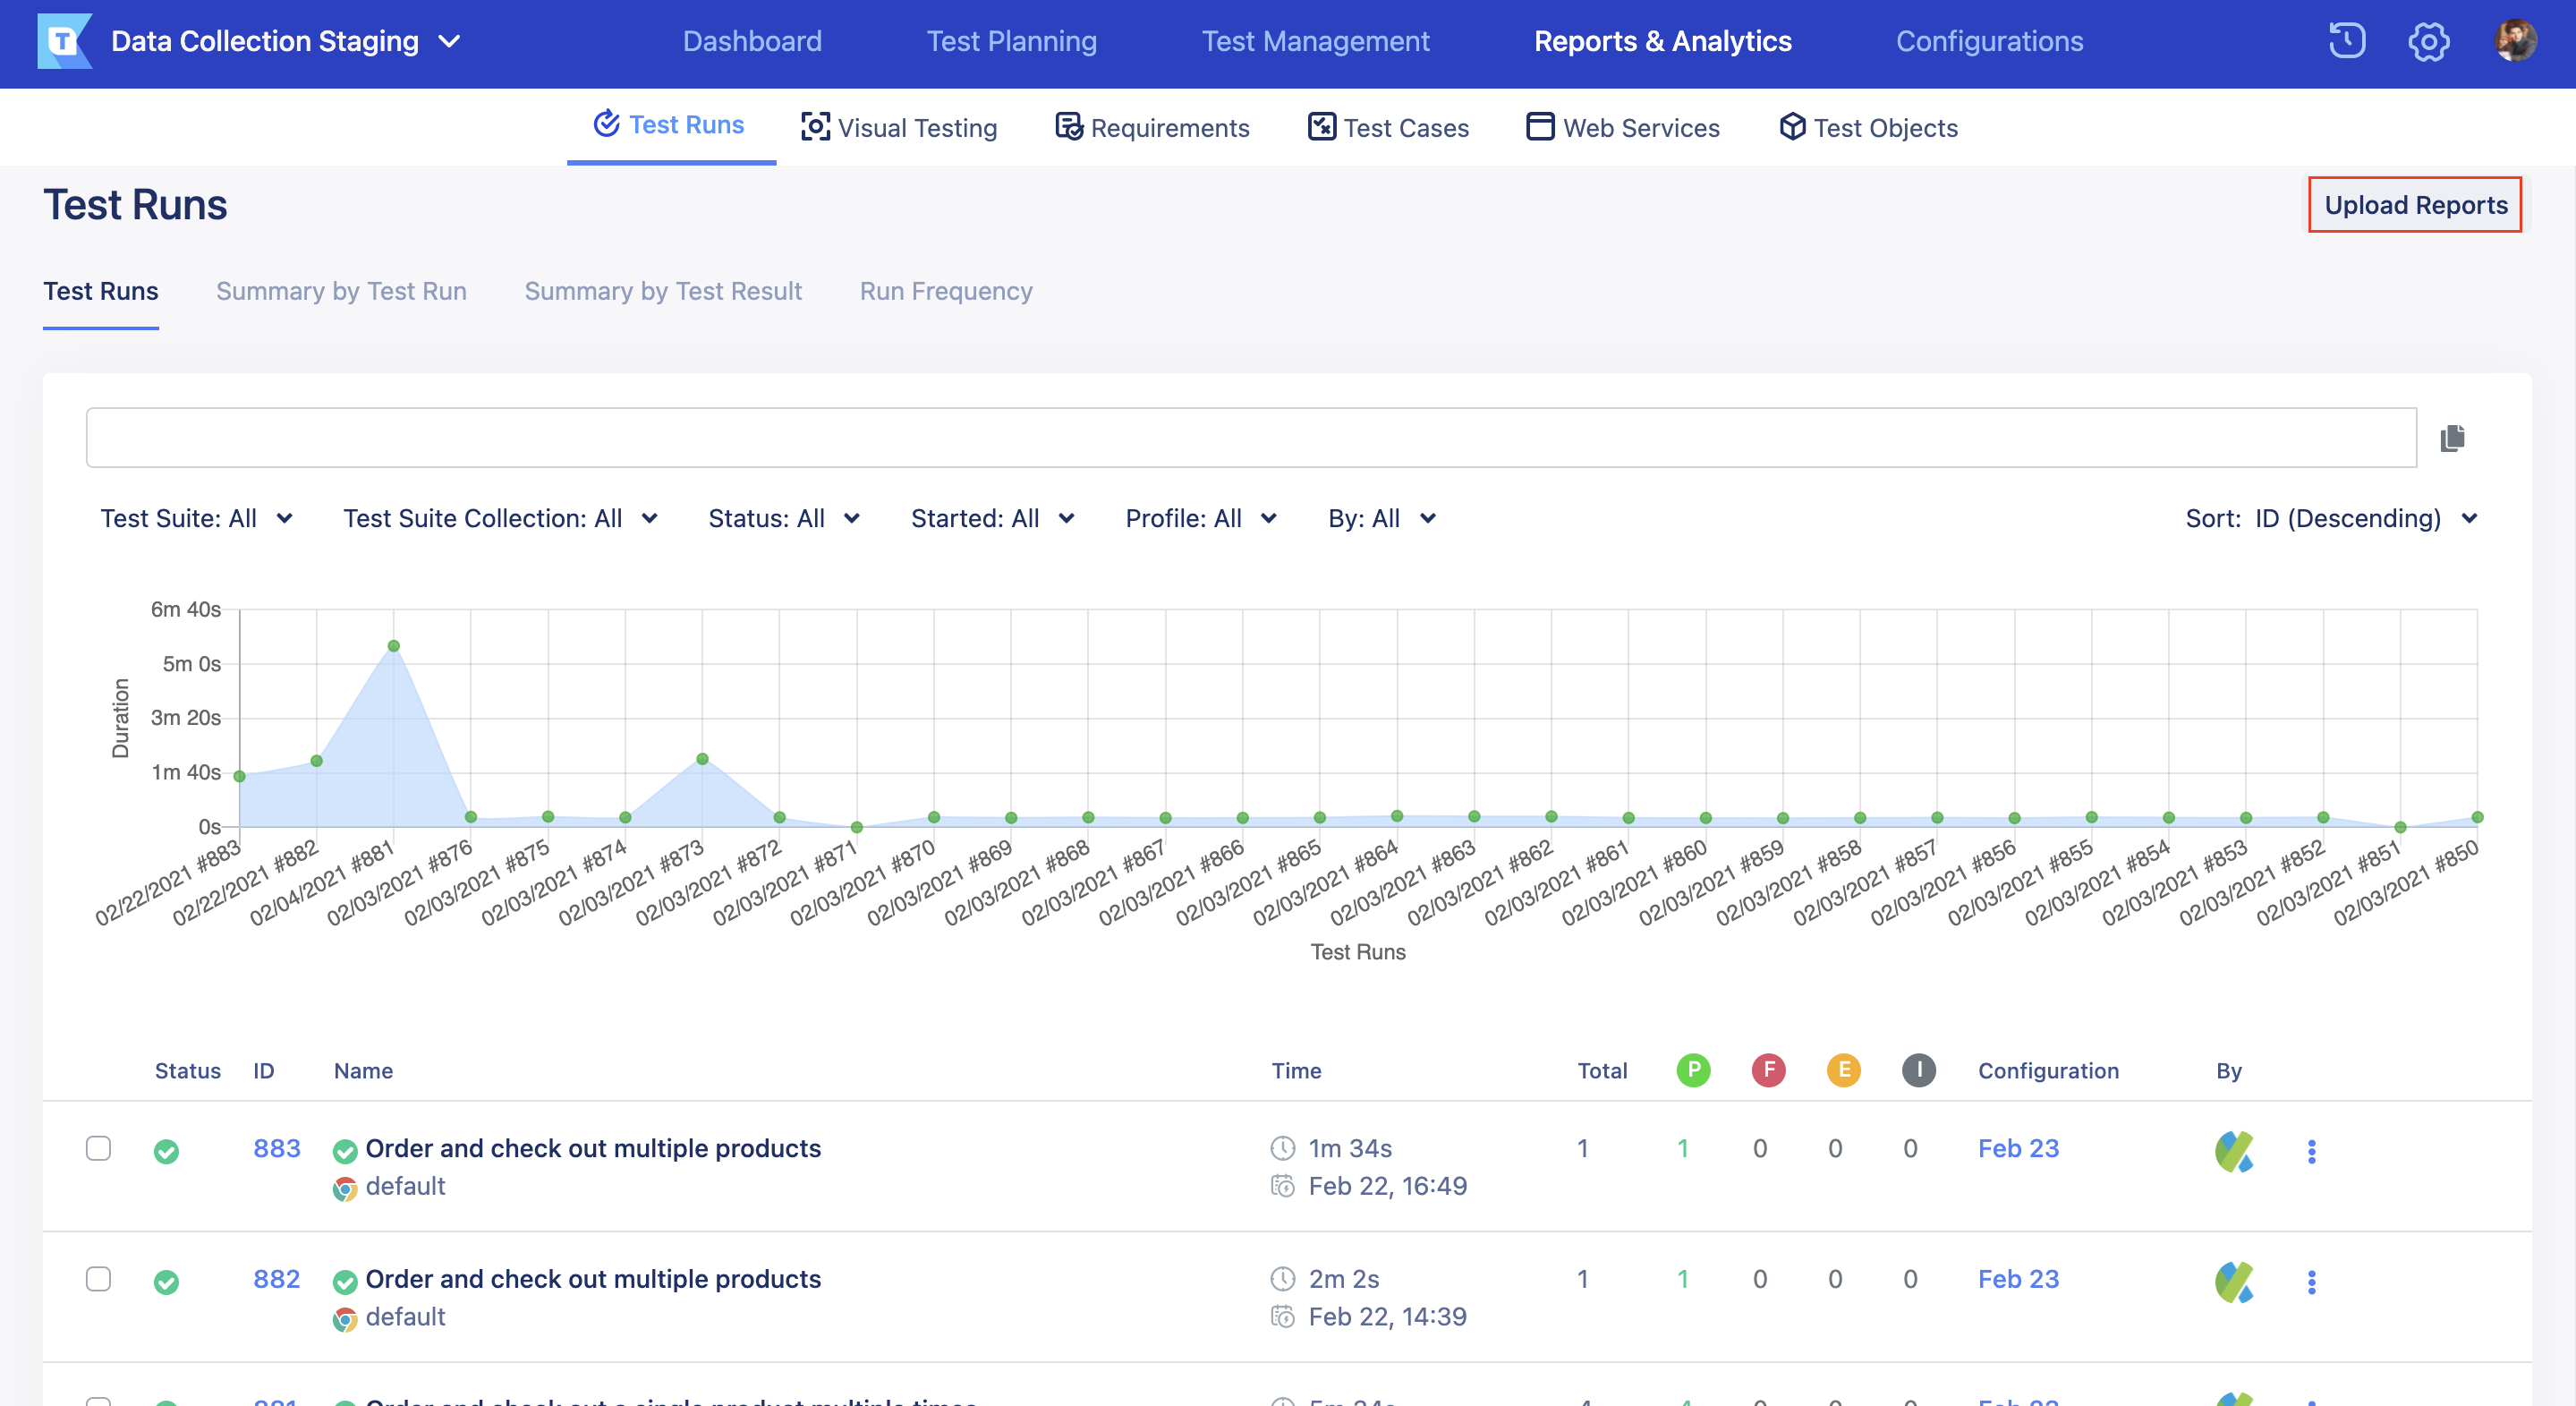 T Data Collection Staging Dashboard Test Planning Test Management Reports & Analytics Configurations
Test Runs Visual Testing Requirements Test Cases Web Services Test Objects
Test Runs Upload Reports
Test Runs Summary by Test Run Summary by Test Result Run Frequency
Test Suite: All Test Suite Collection: All Status: All Started: All Profile: All By: All Sort: ID (Descending)
6m 40s
5m 0s
3m 20s
1m 40s
0s
Duration
02/22/2021 #883 02/22/2021 #882 02/04/2021 #881 02/03/2021 #876 02/03/2021 #875 02/03/2021 #874 02/03/2021 #873 02/03/2021 #872 02/03/2021 #871 02/03/2021 #870 02/03/2021 #869 02/03/2021 #868 02/03/2021 #867 02/03/2021 #866 02/03/2021 #865 02/03/2021 #864 02/03/2021 #863 02/03/2021 #862 02/03/2021 #861 02/03/2021 #860 02/03/2021 #859 02/03/2021 #858 02/03/2021 #857 02/03/2021 #856 02/03/2021 #855 02/03/2021 #854 02/03/2021 #853 02/03/2021 #852 02/03/2021 #851 02/03/2021 #850
Test Runs
Status ID Name Time Total P F E I Configuration By
883 Order and check out multiple products 1m 34s 1 1 0 0 0 Feb 23
default Feb 22, 16:49
882 Order and check out multiple products 2m 2s 1 1 0 0 0 Feb 23
default Feb 22, 14:39
881 Order and check out a single product multiple times 5m 34s